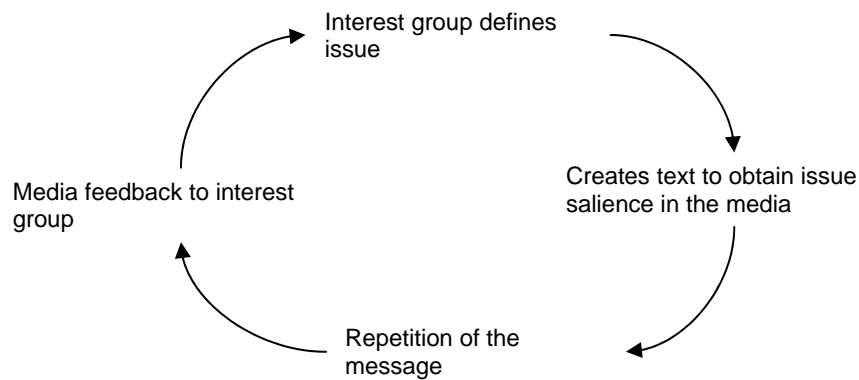 Interest group defines
issue
Creates text to obtain issue
salience in the media
Repetition of the
message
Media feedback to interest
group